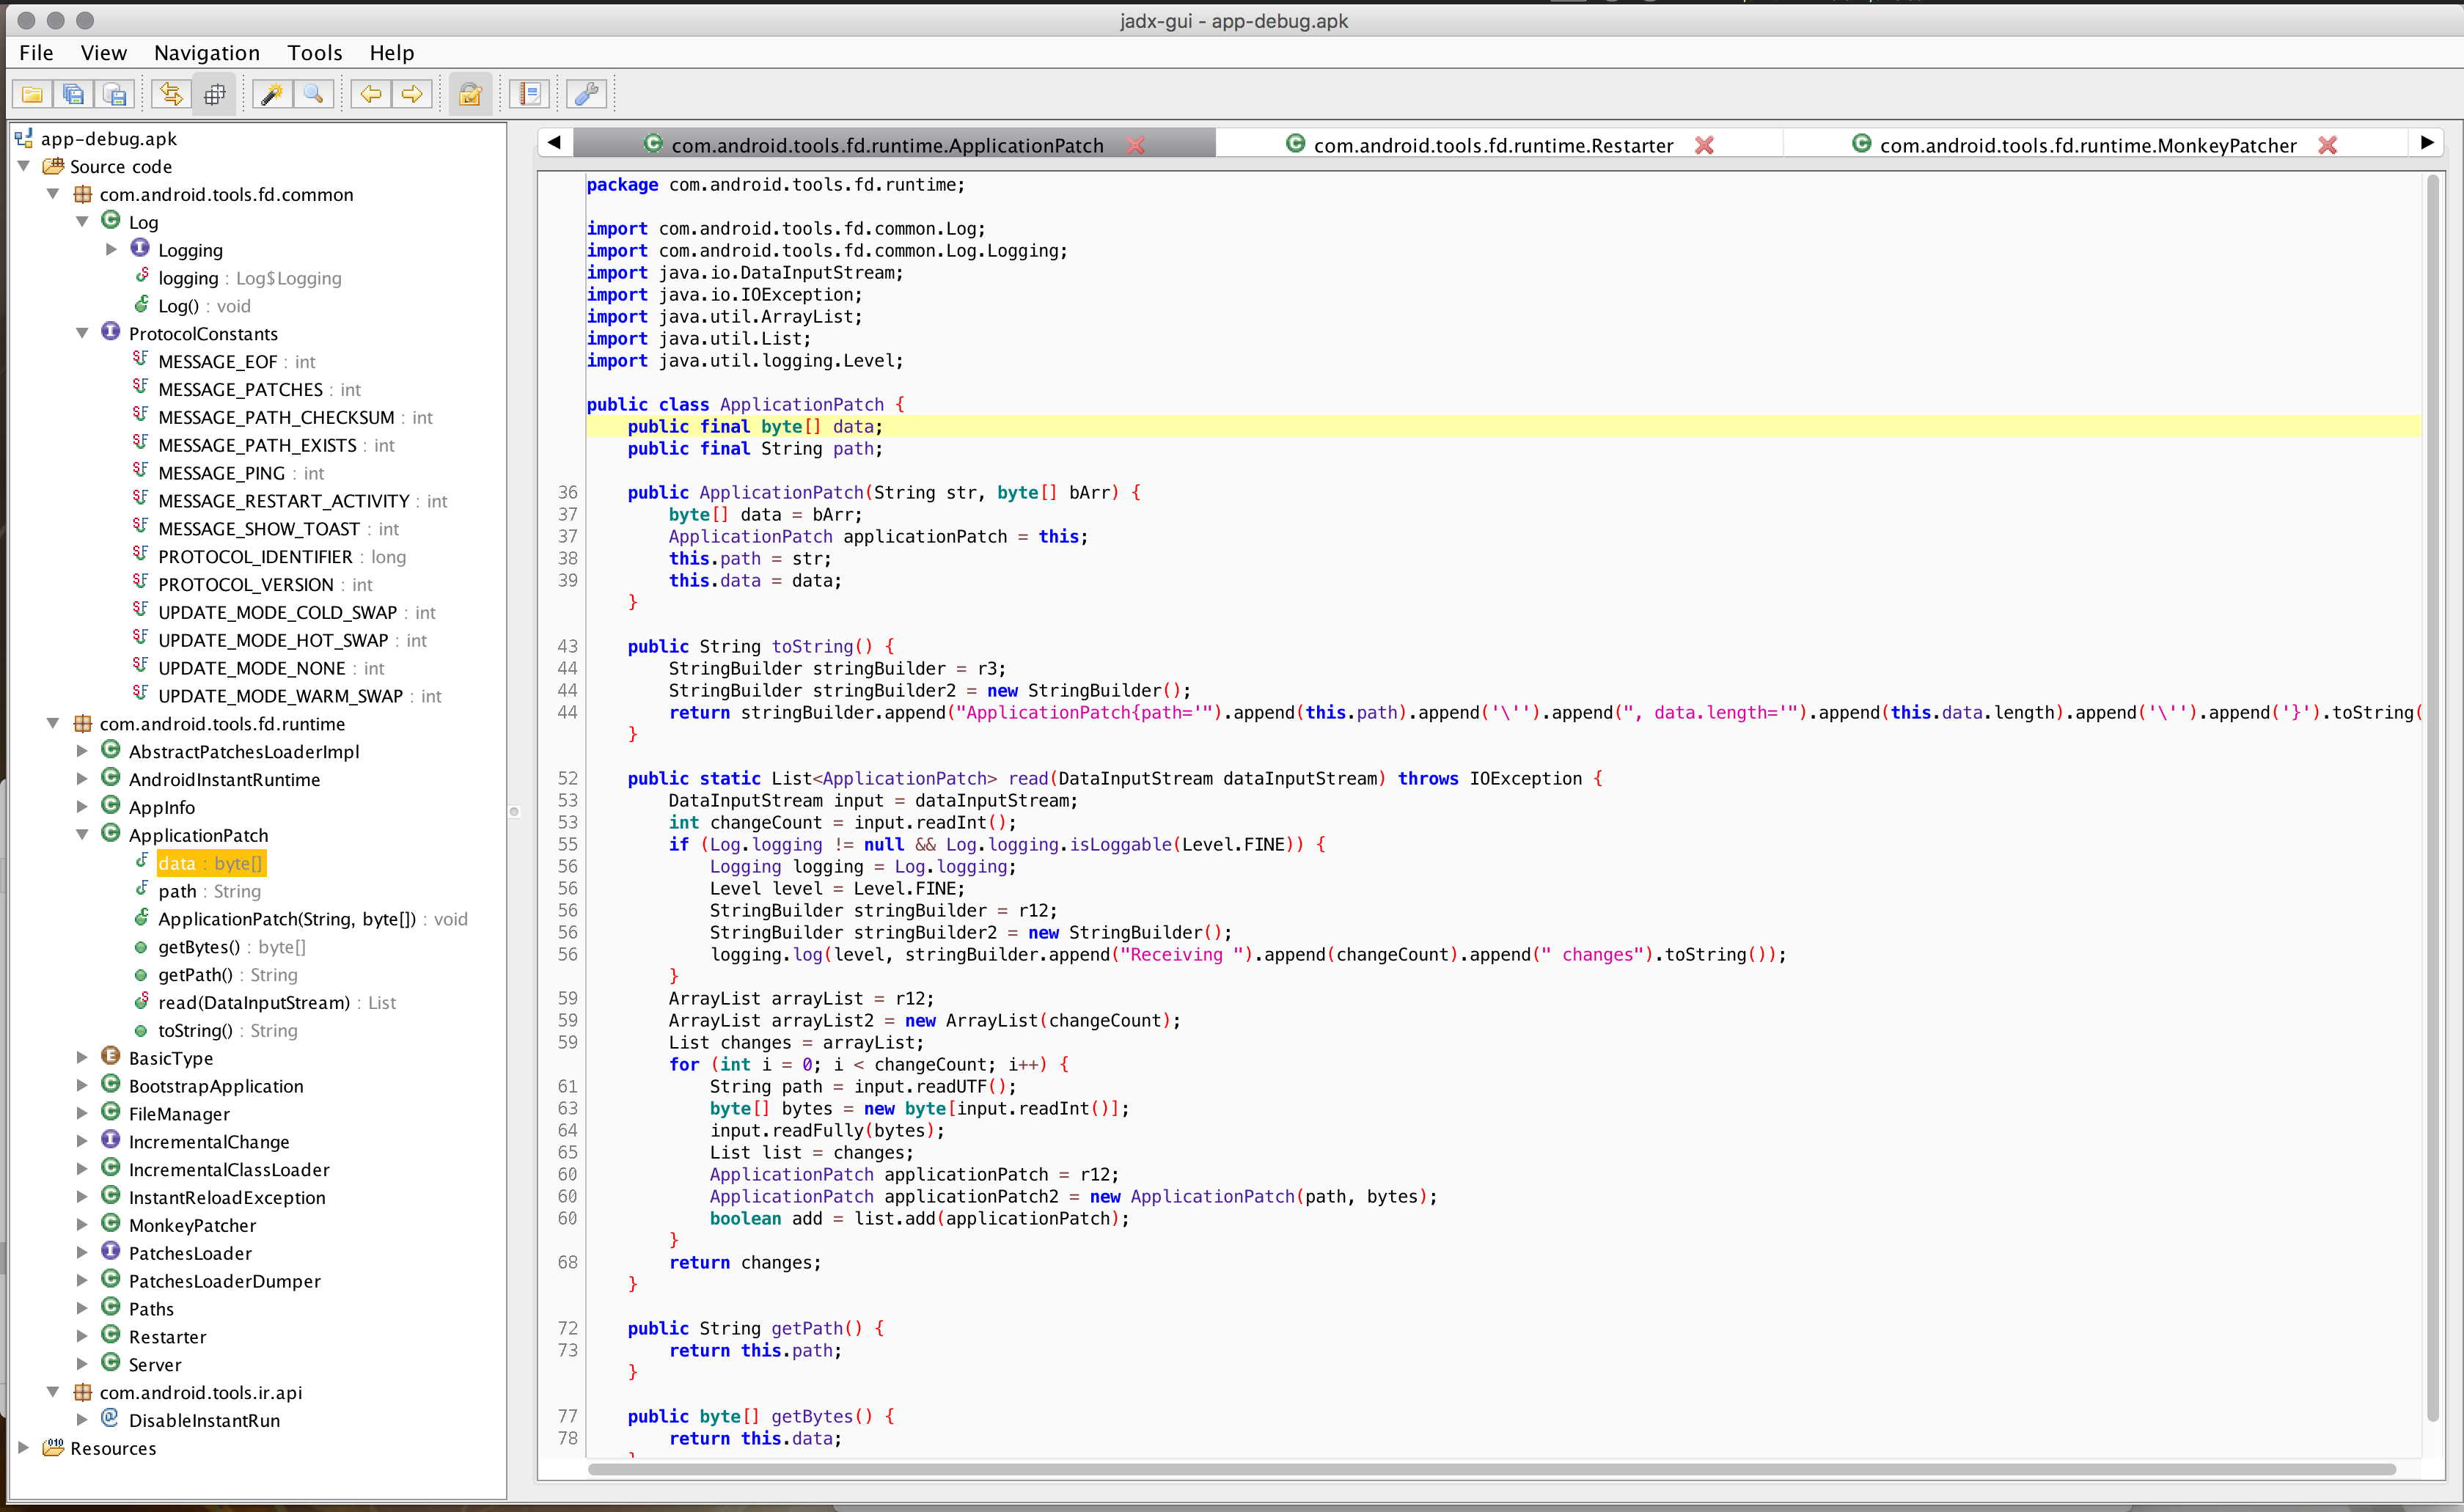 jadx-gui - app-debug.apk
File View Navigation Tools Help
app-debug.apk
Source code
com.android.tools.fd.common
Log
Logging
logging : Log$Logging
Log() : void
ProtocolConstants
MESSAGE_EOF : int
MESSAGE_PATCHES : int
MESSAGE_PATH_CHECKSUM : int
MESSAGE_PATH_EXISTS : int
MESSAGE_PING : int
MESSAGE_RESTART_ACTIVITY : int
MESSAGE_SHOW_TOAST : int
PROTOCOL_IDENTIFIER : long
PROTOCOL_VERSION : int
UPDATE_MODE_COLD_SWAP : int
UPDATE_MODE_HOT_SWAP : int
UPDATE_MODE_NONE : int
UPDATE_MODE_WARM_SWAP : int
com.android.tools.fd.runtime
AbstractPatchesLoaderImpl
AndroidInstantRuntime
AppInfo
ApplicationPatch
data : byte[]
path : String
ApplicationPatch(String, byte[]) : void
getBytes() : byte[]
getPath() : String
read(DataInputStream) : List
toString() : String
BasicType
BootstrapApplication
FileManager
IncrementalChange
IncrementalClassLoader
InstantReloadException
MonkeyPatcher
PatchesLoader
PatchesLoaderDumper
Paths
Restarter
Server
com.android.tools.ir.api
DisableInstantRun
Resources
com.android.tools.fd.runtime.ApplicationPatch com.android.tools.fd.runtime.Restarter com.android.tools.fd.runtime.MonkeyPatcher
package com.android.tools.fd.runtime;
import com.android.tools.fd.common.Log;
import com.android.tools.fd.common.Log.Logging;
import java.io.DataInputStream;
import java.io.IOException;
import java.util.ArrayList;
import java.util.List;
import java.util.logging.Level;
public class ApplicationPatch {
public final byte[] data;
public final String path;
36 public ApplicationPatch(String str, byte[] bArr) {
37 byte[] data = bArr;
37 ApplicationPatch applicationPatch = this;
38 this.path = str;
39 this.data = data;
}
43 public String toString() {
44 StringBuilder stringBuilder = r3;
44 StringBuilder stringBuilder2 = new StringBuilder();
44 return stringBuilder.append("ApplicationPatch{path='").append(this.path).append('\'').append(", data.length='").append(this.data.length).append('\'').append('}').toString(
}
52 public static List<ApplicationPatch> read(DataInputStream dataInputStream) throws IOException {
53 DataInputStream input = dataInputStream;
53 int changeCount = input.readInt();
55 if (Log.logging != null && Log.logging.isLoggable(Level.FINE)) {
56 Logging logging = Log.logging;
56 Level level = Level.FINE;
56 StringBuilder stringBuilder = r12;
56 StringBuilder stringBuilder2 = new StringBuilder();
56 logging.log(level, stringBuilder.append("Receiving ").append(changeCount).append(" changes").toString());
}
59 ArrayList arrayList = r12;
59 ArrayList arrayList2 = new ArrayList(changeCount);
59 List changes = arrayList;
for (int i = 0; i < changeCount; i++) {
61 String path = input.readUTF();
63 byte[] bytes = new byte[input.readInt()];
64 input.readFully(bytes);
65 List list = changes;
60 ApplicationPatch applicationPatch = r12;
60 ApplicationPatch applicationPatch2 = new ApplicationPatch(path, bytes);
60 boolean add = list.add(applicationPatch);
}
68 return changes;
}
72 public String getPath() {
73 return this.path;
}
77 public byte[] getBytes() {
78 return this.data;
}